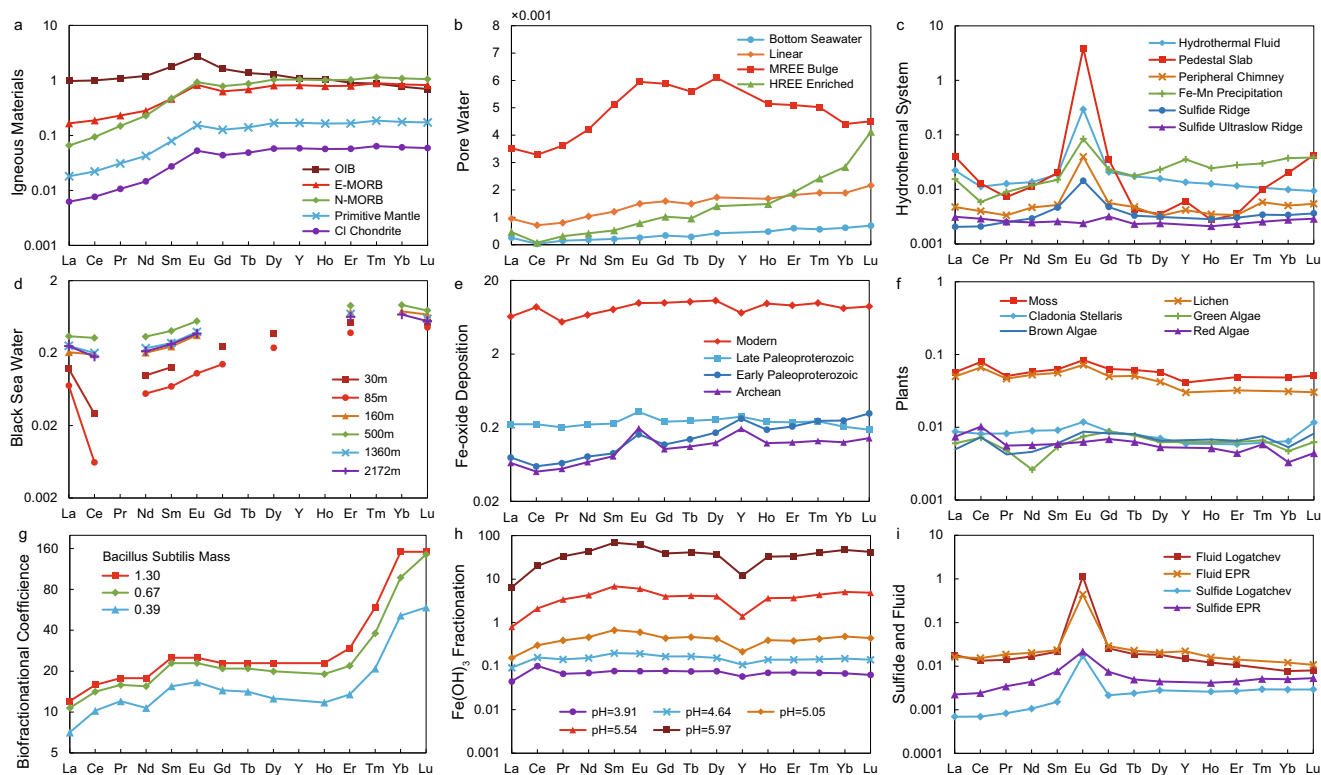 a
Igneous Materials
10
1
0.1
0.01
0.001
OIB
E-MORB
N-MORB
Primitive Mantle
CI Chondrite
La Ce Pr Nd Sm Eu Gd Tb Dy Y Ho Er Tm Yb Lu
b
×0.001
Pore Water
8
7
6
5
4
3
2
1
0
Bottom Seawater
Linear
MREE Bulge
HREE Enriched
La Ce Pr Nd Sm Eu Gd Tb Dy Ho Er Tm Yb Lu
c
Hydrothermal System
10
1
0.1
0.01
0.001
Hydrothermal Fluid
Pedestal Slab
Peripheral Chimney
Fe-Mn Precipitation
Sulfide Ridge
Sulfide Ultraslow Ridge
La Ce Pr Nd Sm Eu Gd Tb Dy Y Ho Er Tm Yb Lu
d
Black Sea Water
2
0.2
0.02
0.002
30m
85m
160m
500m
1360m
2172m
La Ce Pr Nd Sm Eu Gd Tb Dy Y Ho Er Tm Yb Lu
e
Fe-oxide Deposition
20
2
0.2
0.02
Modern
Late Paleoproterozoic
Early Paleoproterozoic
Archean
La Ce Pr Nd Sm Eu Gd Tb Dy Y Ho Er Tm Yb Lu
f
Plants
1
0.1
0.01
0.001
Moss
Lichen
Cladonia Stellaris
Green Algae
Brown Algae
Red Algae
La Ce Pr Nd Sm Eu Gd Tb Dy Y Ho Er Tm Yb Lu
g
Biofractionational Coefficience
160
80
40
20
10
5
Bacillus Subtilis Mass
1.30
0.67
0.39
La Ce Pr Nd Sm Eu Gd Tb Dy Y Ho Er Tm Yb Lu
h
Fe(OH)₃ Fractionation
100
10
1
0.1
0.01
0.001
pH=3.91
pH=4.64
pH=5.05
pH=5.54
pH=5.97
La Ce Pr Nd Sm Eu Gd Tb Dy Y Ho Er Tm Yb Lu
i
Sulfide and Fluid
10
1
0.1
0.01
0.001
0.0001
Fluid Logatchev
Fluid EPR
Sulfide Logatchev
Sulfide EPR
La Ce Pr Nd Sm Eu Gd Tb Dy Y Ho Er Tm Yb Lu